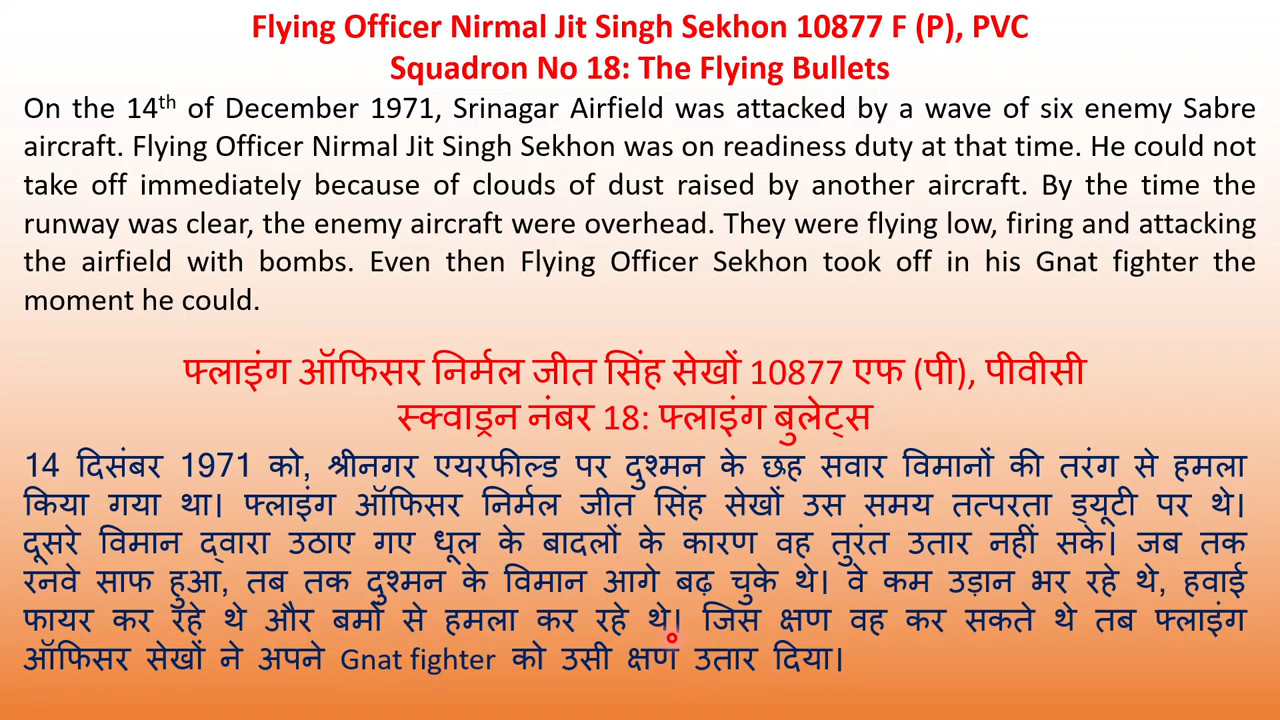 Flying Officer Nirmal Jit Singh Sekhon 10877 F (P), PVC
Squadron No 18: The Flying Bullets
On the 14th of December 1971, Srinagar Airfield was attacked by a wave of six enemy Sabre
aircraft. Flying Officer Nirmal Jit Singh Sekhon was on readiness duty at that time. He could not
take off immediately because of clouds of dust raised by another aircraft. By the time the
runway was clear, the enemy aircraft were overhead. They were flying low, firing and attacking
the airfield with bombs. Even then Flying Officer Sekhon took off in his Gnat fighter the
moment he could.
फ्लाइंग ऑफिसर निर्मल जीत सिंह सेखों 10877 एफ (पी), पीवीसी
स्क्वाड्रन नंबर 18: फ्लाइंग बुलेट्स
14 दिसंबर 1971 को, श्रीनगर एयरफील्ड पर दुश्मन के छह सवार विमानों की तरंग से हमला
किया गया था। फ्लाइंग ऑफिसर निर्मल जीत सिंह सेखों उस समय तत्परता ड्यूटी पर थे।
दूसरे विमान द्वारा उठाए गए धूल के बादलों के कारण वह तुरंत उतार नहीं सके। जब तक
रनवे साफ हुआ, तब तक दुश्मन के विमान आगे बढ़ चुके थे। वे कम उड़ान भर रहे थे, हवाई
फायर कर रहे थे और बमों से हमला कर रहे थे। जिस क्षण वह कर सकते थे तब फ्लाइंग
ऑफिसर सेखों ने अपने Gnat fighter को उसी क्षण उतार दिया।